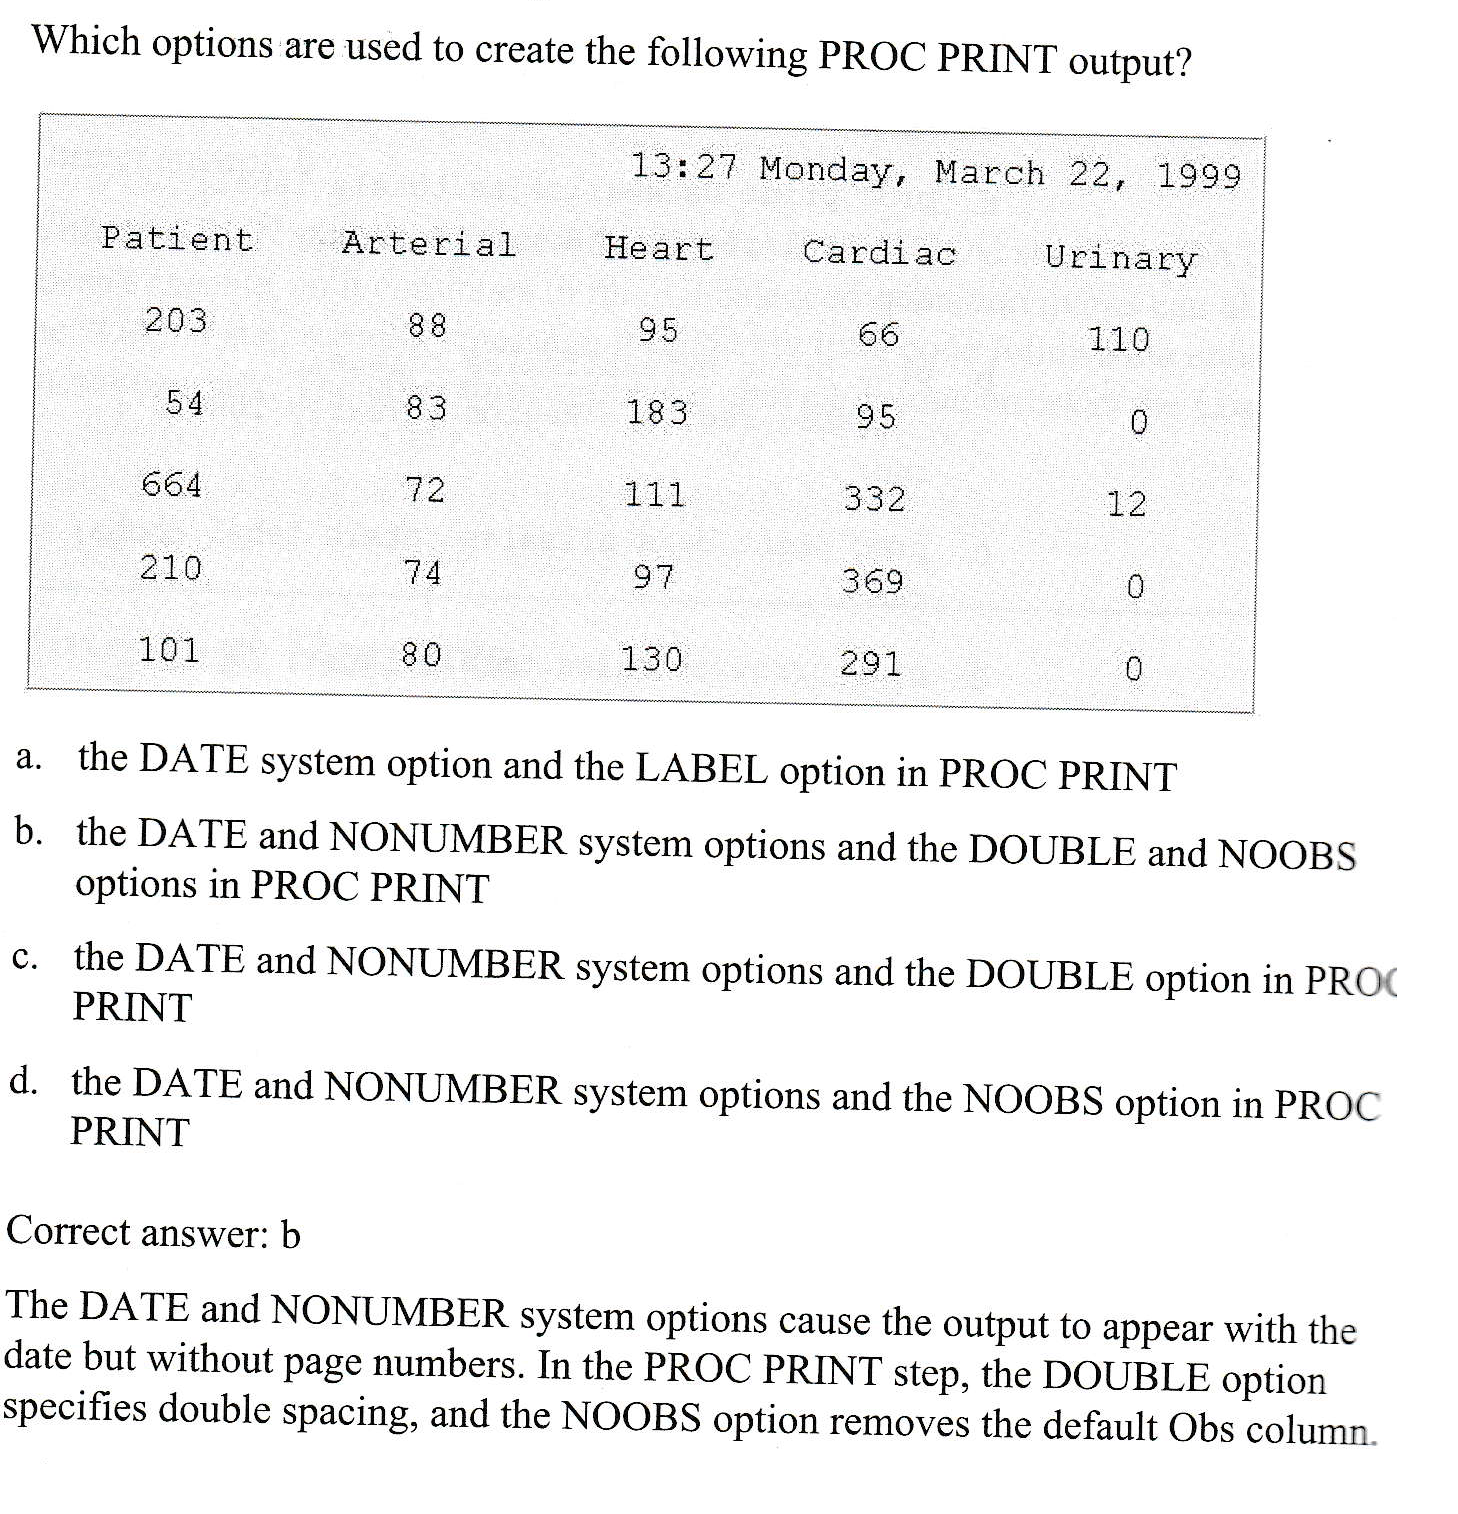 Which options are used to create the following PROC PRINT output?
13:27 Monday, March 22, 1999
Patient Arterial Heart Cardiac Urinary
203 88 95 66 110
54 83 183 95 0
664 72 111 332 12
210 74 97 369 0
101 80 130 291 0
a. the DATE system option and the LABEL option in PROC PRINT
b. the DATE and NONUMBER system options and the DOUBLE and NOOBS
options in PROC PRINT
c. the DATE and NONUMBER system options and the DOUBLE option in PROC
PRINT
d. the DATE and NONUMBER system options and the NOOBS option in PROC
PRINT
Correct answer: b
The DATE and NONUMBER system options cause the output to appear with the
date but without page numbers. In the PROC PRINT step, the DOUBLE option
specifies double spacing, and the NOOBS option removes the default Obs column.